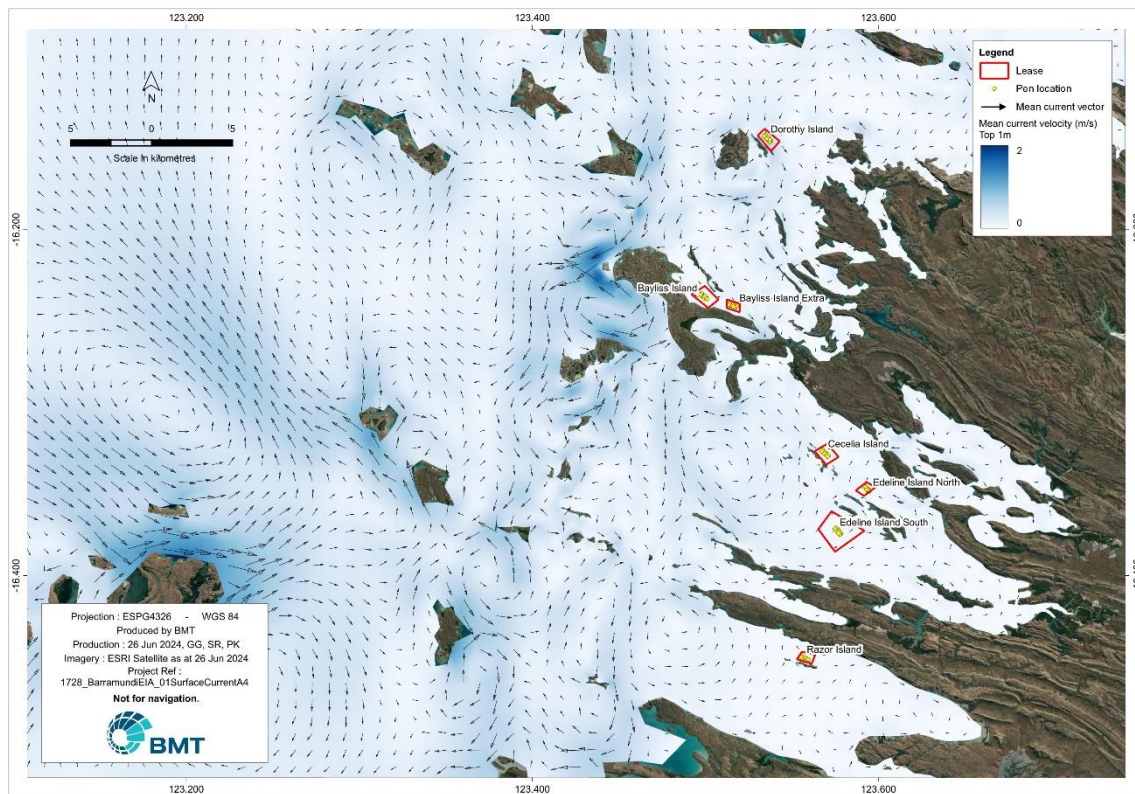 123.200 123.400 123.600
N
5 0 5
Scale in kilometres
Legend
Lease
Pen location
Mean current vector
Mean current velocity (m/s)
Top 1m
2
0
-16.200
-16.400
-16.400
Dorothy Island
Bayliss Island
Bayliss Island Extra
Cecelia Island
Edeline Island North
Edeline Island South
Razor Island
Projection : ESPG4326 - WGS 84
Produced by BMT
Production : 26 Jun 2024, GG, SR, PK
Imagery : ESRI Satellite as at 26 Jun 2024
Project Ref :
1728_BarramundiEIA_01SurfaceCurrentA4
Not for navigation.
BMT
123.200 123.400 123.600